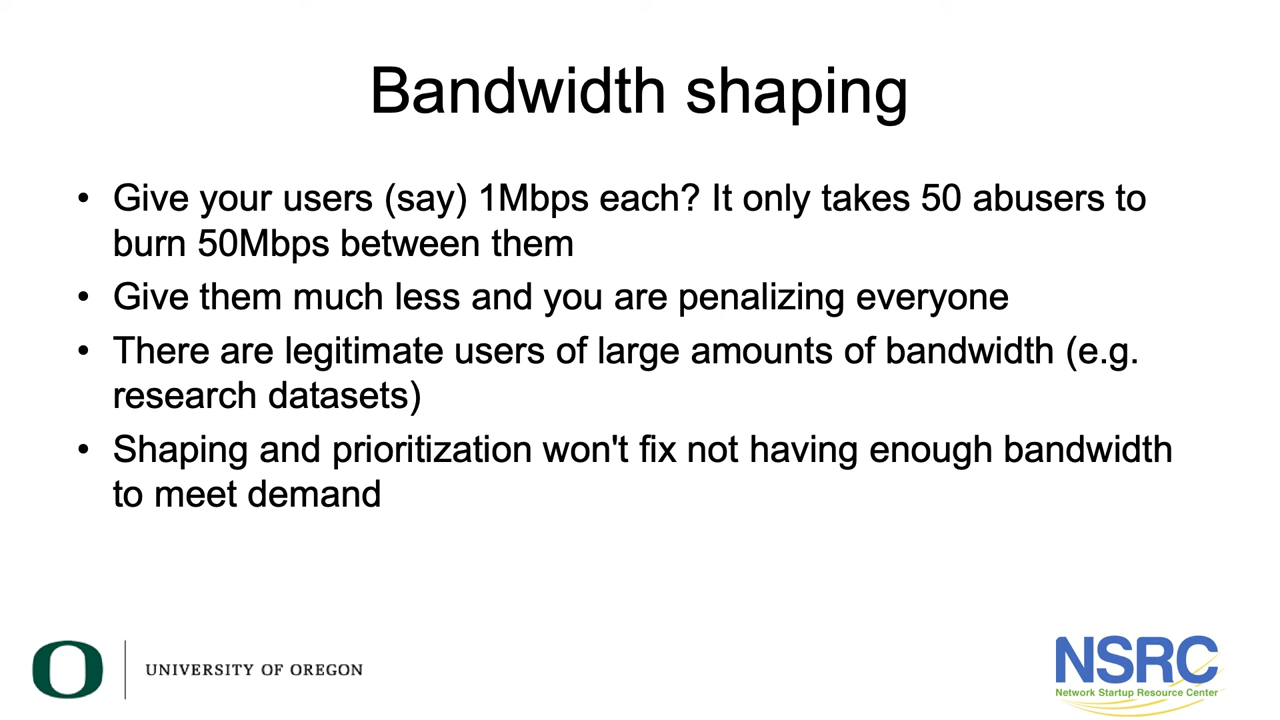 Bandwidth shaping
• Give your users (say) 1Mbps each? It only takes 50 abusers to
burn 50Mbps between them
• Give them much less and you are penalizing everyone
• There are legitimate users of large amounts of bandwidth (e.g.
research datasets)
• Shaping and prioritization won't fix not having enough bandwidth
to meet demand
O
UNIVERSITY OF OREGON
NSRC
Network Startup Resource Center